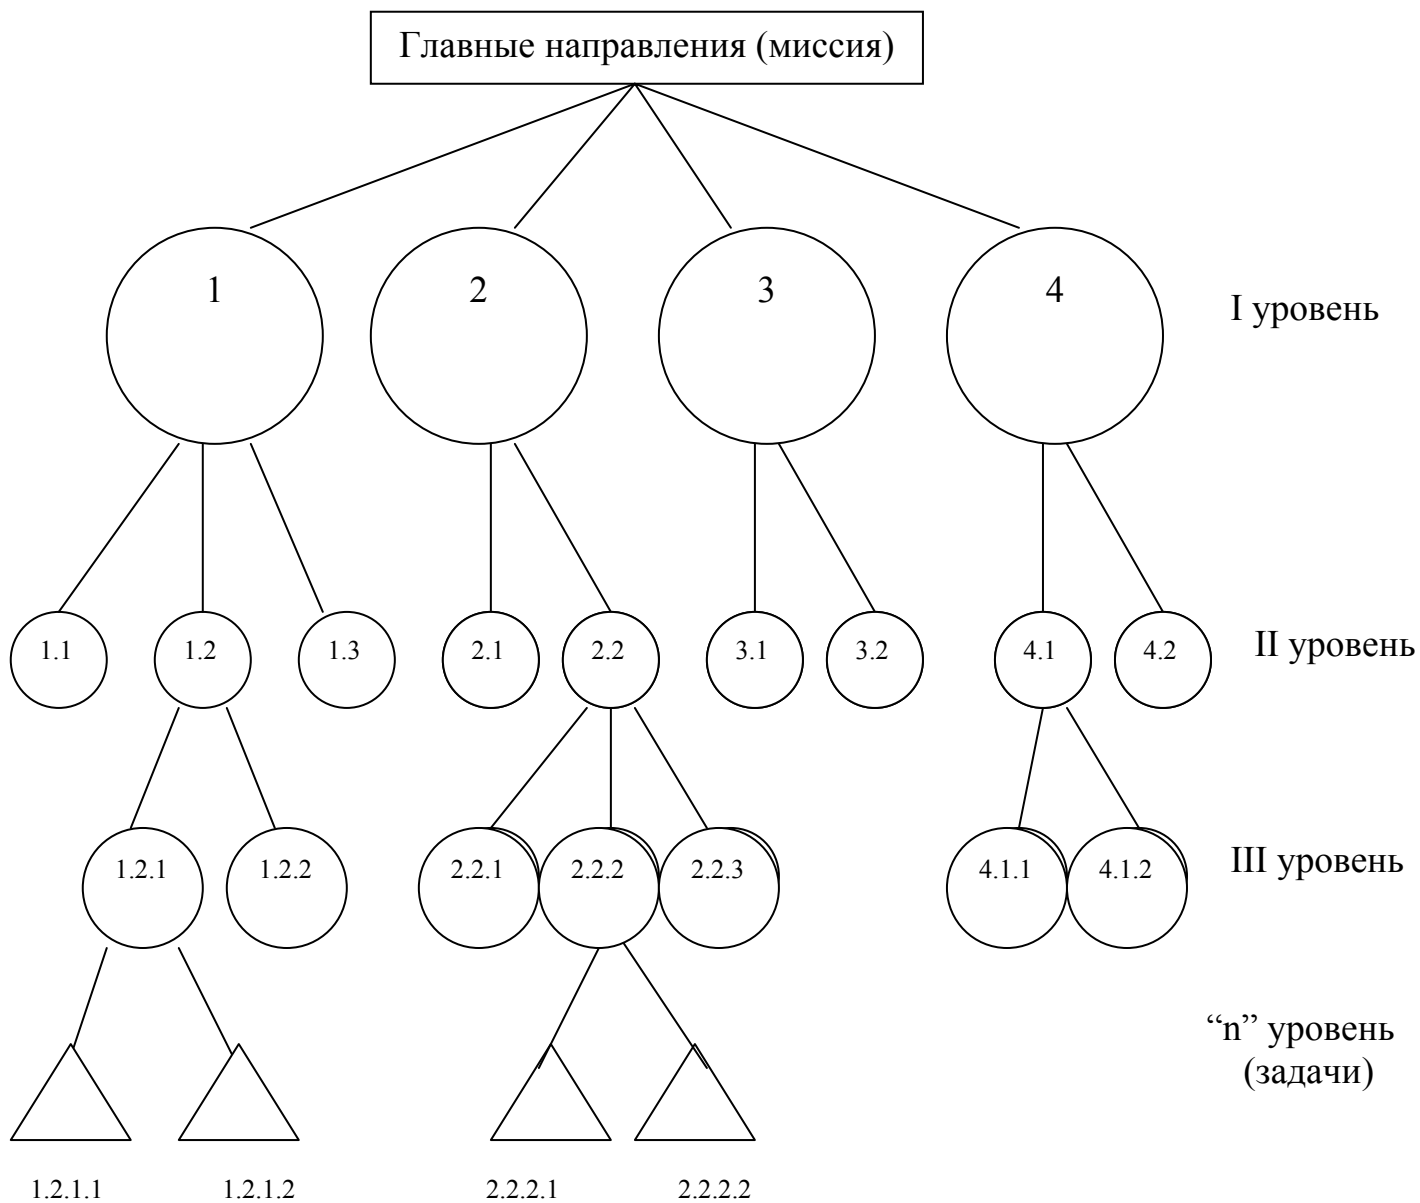 Главные направления (миссия)
1 2 3 4
I уровень
1.1 1.2 1.3 2.1 2.2 3.1 3.2 4.1 4.2
II уровень
1.2.1 1.2.2 2.2.1 2.2.2 2.2.3 4.1.1 4.1.2
III уровень
“n” уровень
(задачи)
1.2.1.1 1.2.1.2 2.2.2.1 2.2.2.2